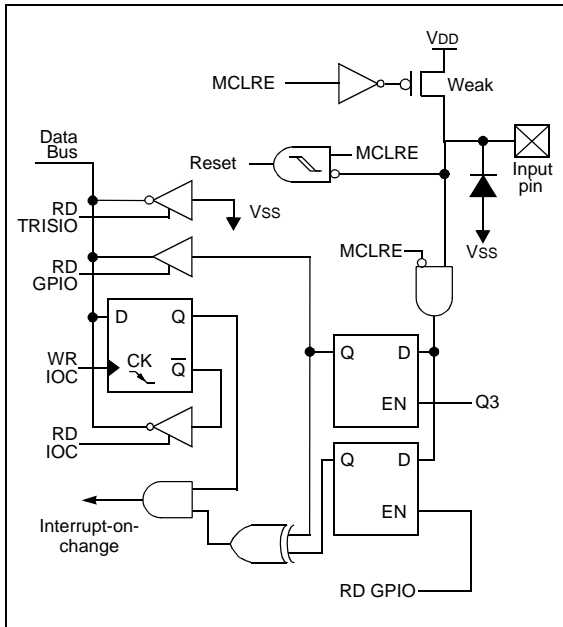 VDD
MCLRE
Weak
Data
Bus
Reset
MCLRE
Input
pin
RD
TRISIO
VSS
VSS
RD
GPIO
MCLRE
D
Q
CK
Q
WR
IOC
Q
D
EN
Q3
RD
IOC
Q
D
EN
Interrupt-on-
change
RD GPIO